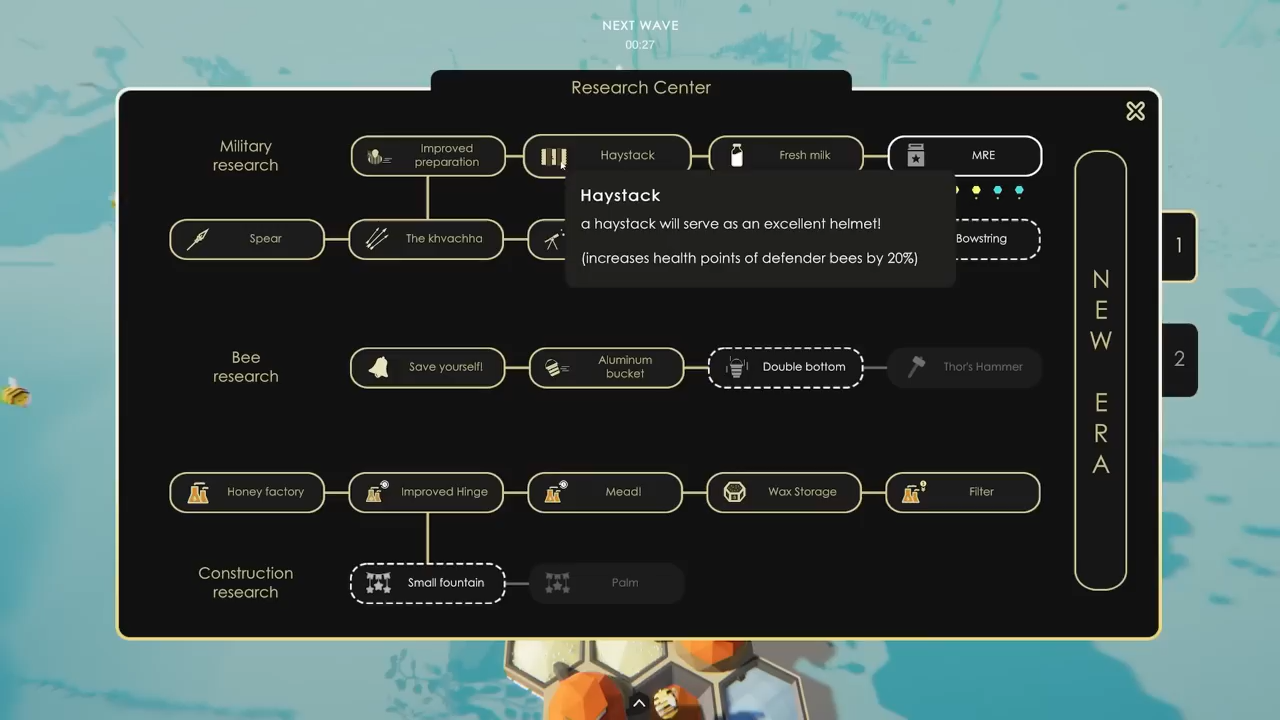 NEXT WAVE
00:27
Research Center
Military
research
Improved
preparation
Haystack
Fresh milk
MRE
Haystack
a haystack will serve as an excellent helmet!
(increases health points of defender bees by 20%)
Spear
The khvachha
Bowstring
1
2
NEW ERA
Bee
research
Save yourself!
Aluminum
bucket
Double bottom
Thor's Hammer
Honey factory
Improved Hinge
Mead!
Wax Storage
Filter
Construction
research
Small fountain
Palm